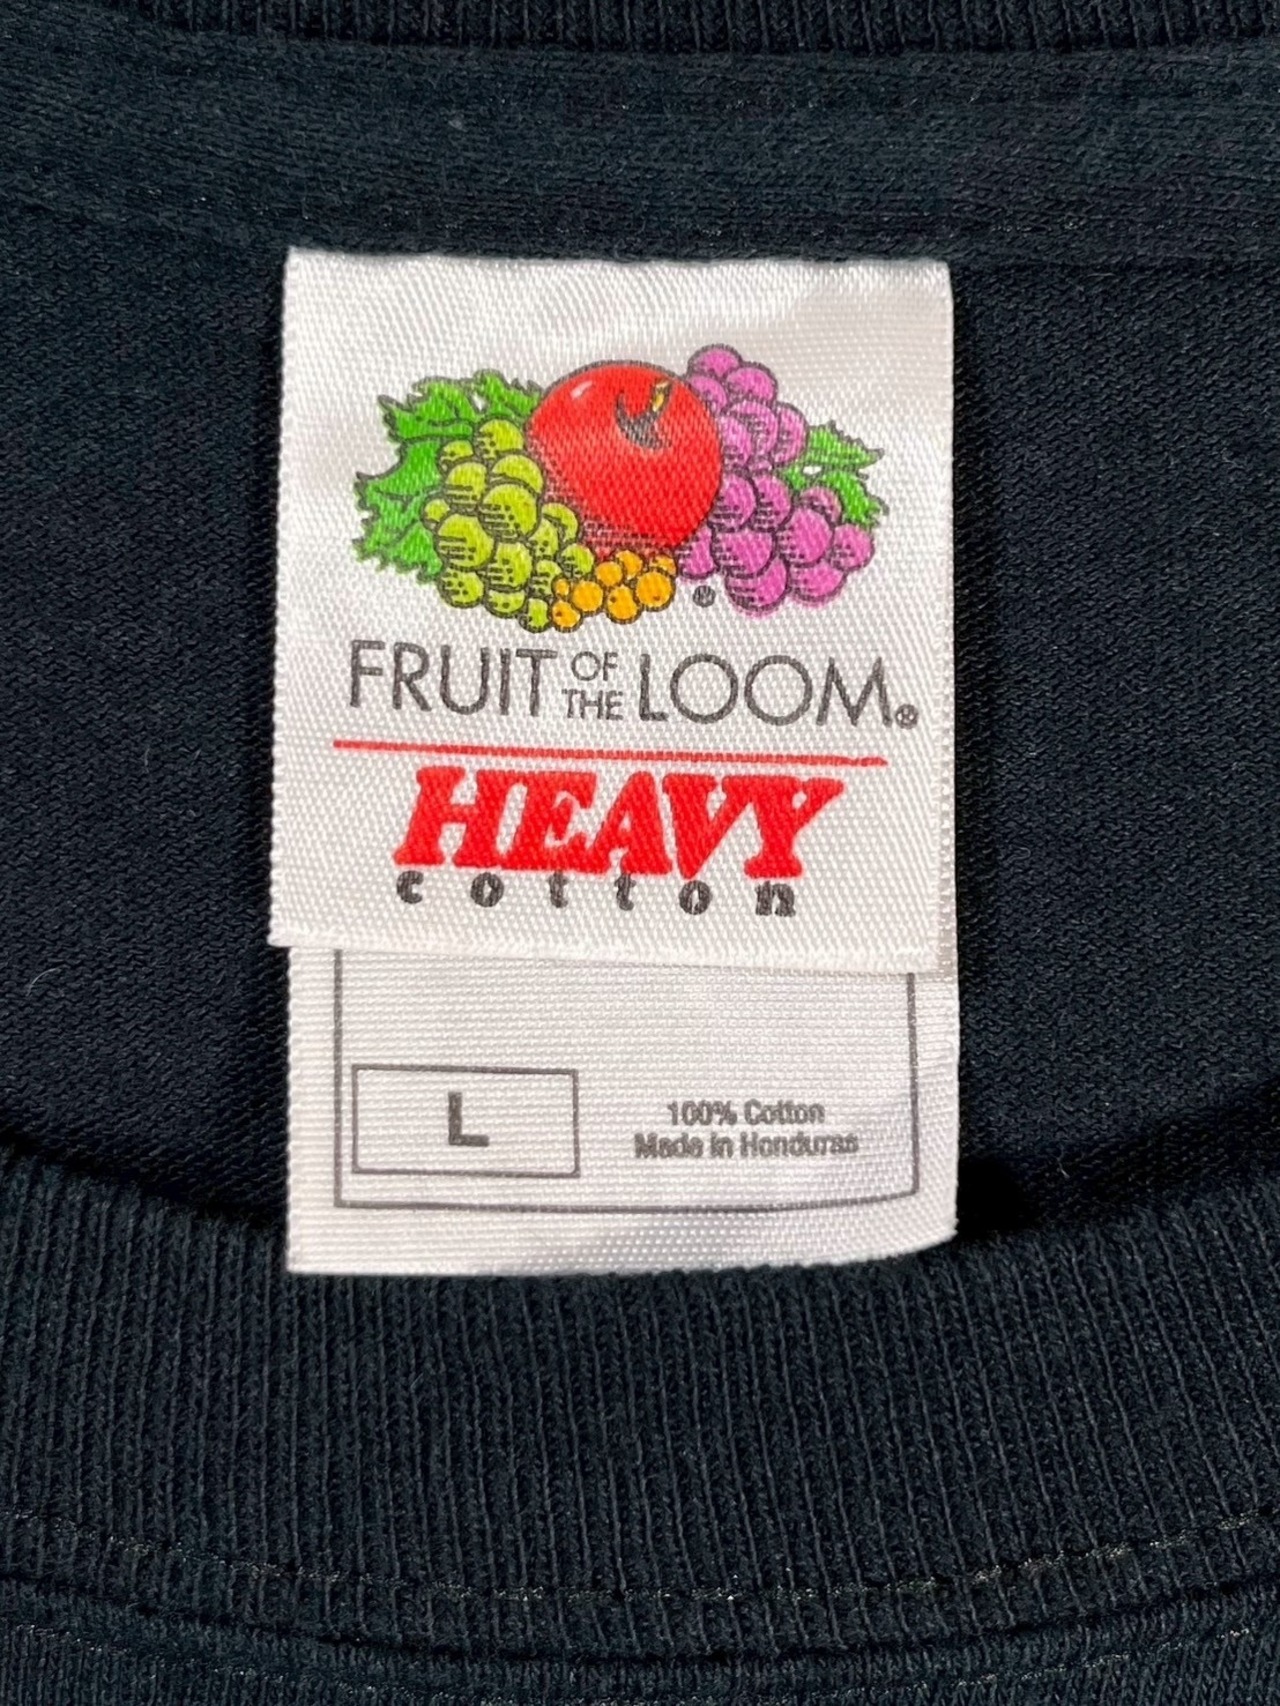 FRUIT OF THE LOOM®
HEAVY
cotton
L
100% Cotton
Made in Honduras